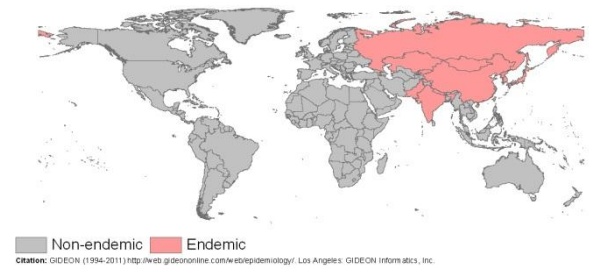 Non-endemic Endemic
Citation: GIDEON (1994-2011) http://web.gideononline.com/web/epidemiology/. Los Angeles: GIDEON Informatics, Inc.